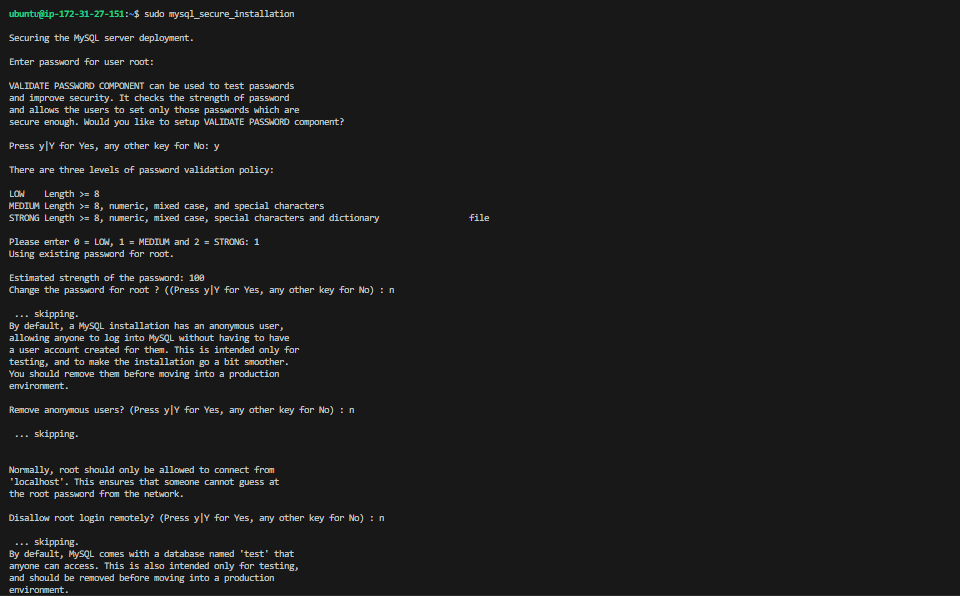 ubuntu@ip-172-31-27-151:~$ sudo mysql_secure_installation
Securing the MySQL server deployment.
Enter password for user root:
VALIDATE PASSWORD COMPONENT can be used to test passwords
and improve security. It checks the strength of password
and allows the users to set only those passwords which are
secure enough. Would you like to setup VALIDATE PASSWORD component?
Press y|Y for Yes, any other key for No: y
There are three levels of password validation policy:
LOW    Length >= 8
MEDIUM Length >= 8, numeric, mixed case, and special characters
STRONG Length >= 8, numeric, mixed case, special characters and dictionary                  file
Please enter 0 = LOW, 1 = MEDIUM and 2 = STRONG: 1
Using existing password for root.
Estimated strength of the password: 100
Change the password for root ? ((Press y|Y for Yes, any other key for No) : n
 ... skipping.
By default, a MySQL installation has an anonymous user,
allowing anyone to log into MySQL without having to have
a user account created for them. This is intended only for
testing, and to make the installation go a bit smoother.
You should remove them before moving into a production
environment.
Remove anonymous users? (Press y|Y for Yes, any other key for No) : n
 ... skipping.
Normally, root should only be allowed to connect from
'localhost'. This ensures that someone cannot guess at
the root password from the network.
Disallow root login remotely? (Press y|Y for Yes, any other key for No) : n
 ... skipping.
By default, MySQL comes with a database named 'test' that
anyone can access. This is also intended only for testing,
and should be removed before moving into a production
environment.